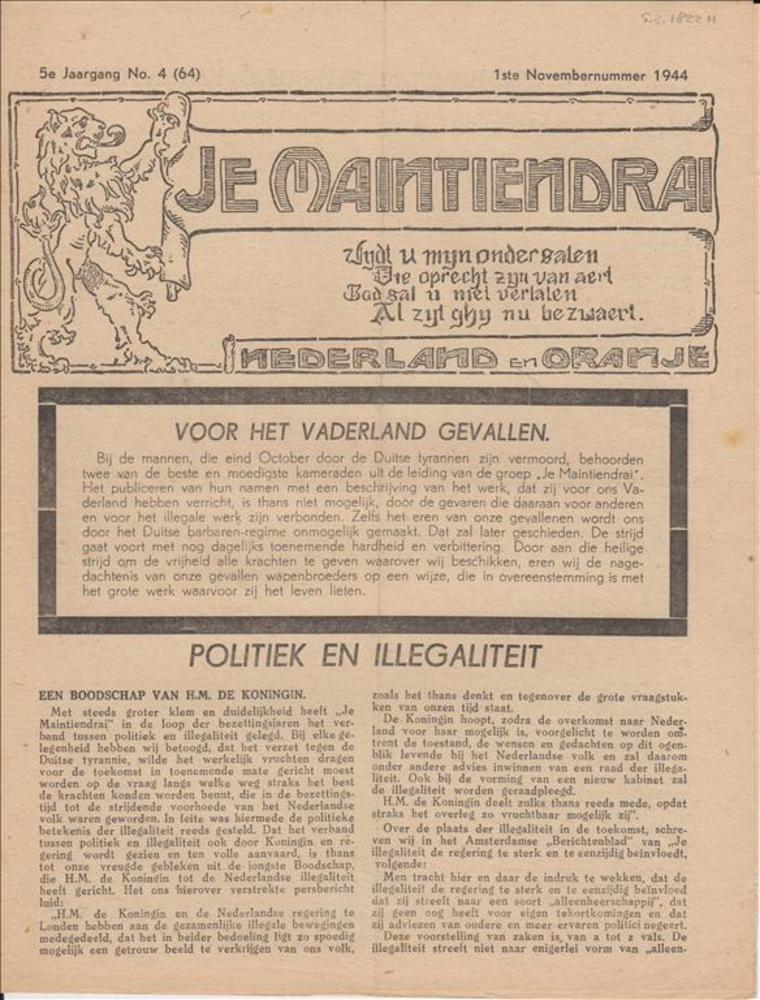 5e Jaargang No. 4 (64)
1ste Novembernummer 1944
JE MAINTIENDRAI
Wydt u myn ondersaten
Die oprecht zyn van aert
God sal u niet verlaten
Al zyt ghy nu bezwaert.
NEDERLAND EN ORANJE
VOOR HET VADERLAND GEVALLEN.
Bij de mannen, die eind October door de Duitse tyrannen zijn vermoord, behoorden
twee van de beste en moedigste kameraden uit de leiding van de groep „Je Maintiendrai".
Het publiceren van hun namen met een beschrijving van het werk, dat zij voor ons Va-
derland hebben verricht, is thans niet mogelijk, door de gevaren die daaraan voor anderen
en voor het illegale werk zijn verbonden. Zelfs het eren van onze gevallenen wordt ons
door het Duitse barbaren-regime onmogelijk gemaakt. Dat zal later geschieden. De strijd
gaat voort met nog dagelijks toenemende hardheid en verbittering. Door aan die heilige
strijd om de vrijheid alle krachten te geven waarover wij beschikken, eren wij de nage-
dachtenis van onze gevallen wapenbroeders op een wijze, die in overeenstemming is met
het grote werk waarvoor zij het leven lieten.
POLITIEK EN ILLEGALITEIT
EEN BOODSCHAP VAN H.M. DE KONINGIN.
Met steeds groter klem en duidelijkheid heeft „Je
Maintiendrai" in de loop der bezettingsjaren het ver-
band tussen politiek en illegaliteit gelegd. Bij elke ge-
legenheid hebben wij betoogd, dat het verzet tegen de
Duitse tyrannie, wilde het werkelijk vruchten dragen
voor de toekomst in toenemende mate gericht moest
worden op de vraag langs welke weg straks het best
de krachten konden worden benut, die in de bezettings-
tijd tot de strijdende voorhoede van het Nederlandse
volk waren geworden. In feite was hiermede de politieke
betekenis der illegaliteit reeds gesteld. Dat het verband
tussen politiek en illegaliteit ook door Koningin en re-
gering wordt gezien en ten volle aanvaard, is thans
tot onze vreugde gebleken uit de jongste Boodschap,
die H.M. de Koningin tot de Nederlandse illegaliteit
heeft gericht. Het ons hierover verstrekte persbericht
luid:
„H.M. de Koningin en de Nederlandse regering te
Londen hebben aan de gezamenlijke illegale bewegingen
medegedeeld, dat het in beider bedoeling ligt zo spoedig
mogelijk een getrouw beeld te verkrijgen van ons volk,
zoals het thans denkt en tegenover de grote vraagstuk-
ken van onzen tijd staat.
De Koningin hoopt, zodra de overkomst naar Neder-
land voor haar mogelijk is, voorgelicht te worden om-
trent de toestand, de wensen en gedachten op dit ogen-
blik levende bij het Nederlandse volk en zal daarom
onder andere advies inwinnen van een raad der illega-
liteit. Ook bij de vorming van een nieuw kabinet zal
de illegaliteit worden geraadpleegd.
H.M. de Koningin deelt zulks thans reeds mede, opdat
straks het overleg zo vruchtbaar mogelijk zij".
Over de plaats der illegaliteit in de toekomst, schre-
ven wij in het Amsterdamse „Berichtenblad" van „Je
illegaliteit de regering te sterk en te eenzijdig beinvloedt,
volgende:
Men tracht hier en daar de indruk te wekken, dat de
illegaliteit de regering te sterk en te eenzijdig beïnvloed
dat zij streeft naar een soort „alleenheerschappij", dat
zij geen oog heeft voor eigen tekortkomingen en dat
zij adviezen van oudere en meer ervaren politici negeert.
Deze voorstelling van zaken is van a tot z vals. De
illegaliteit streeft niet naar enigerlei vorm van „alleen-